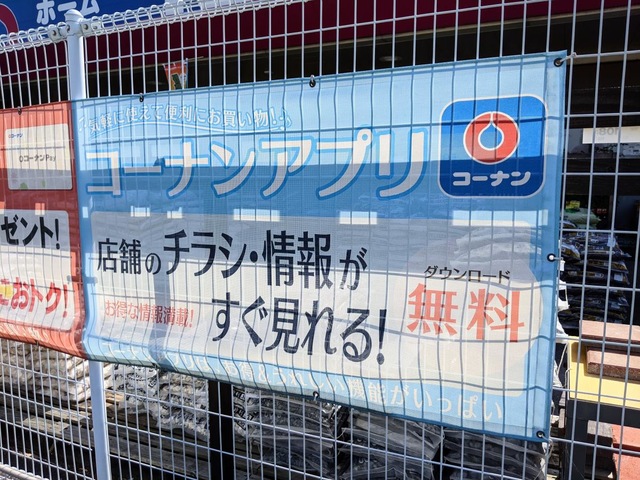 ホーム
コーナンPay
ゼント!
おトク!
気軽に使えて便利にお買い物!
コーナンアプリ
コーナン
店舗のチラシ・情報が
すぐ見れる!
お得な情報満載!
ダウンロード
無料
機能がいっぱい